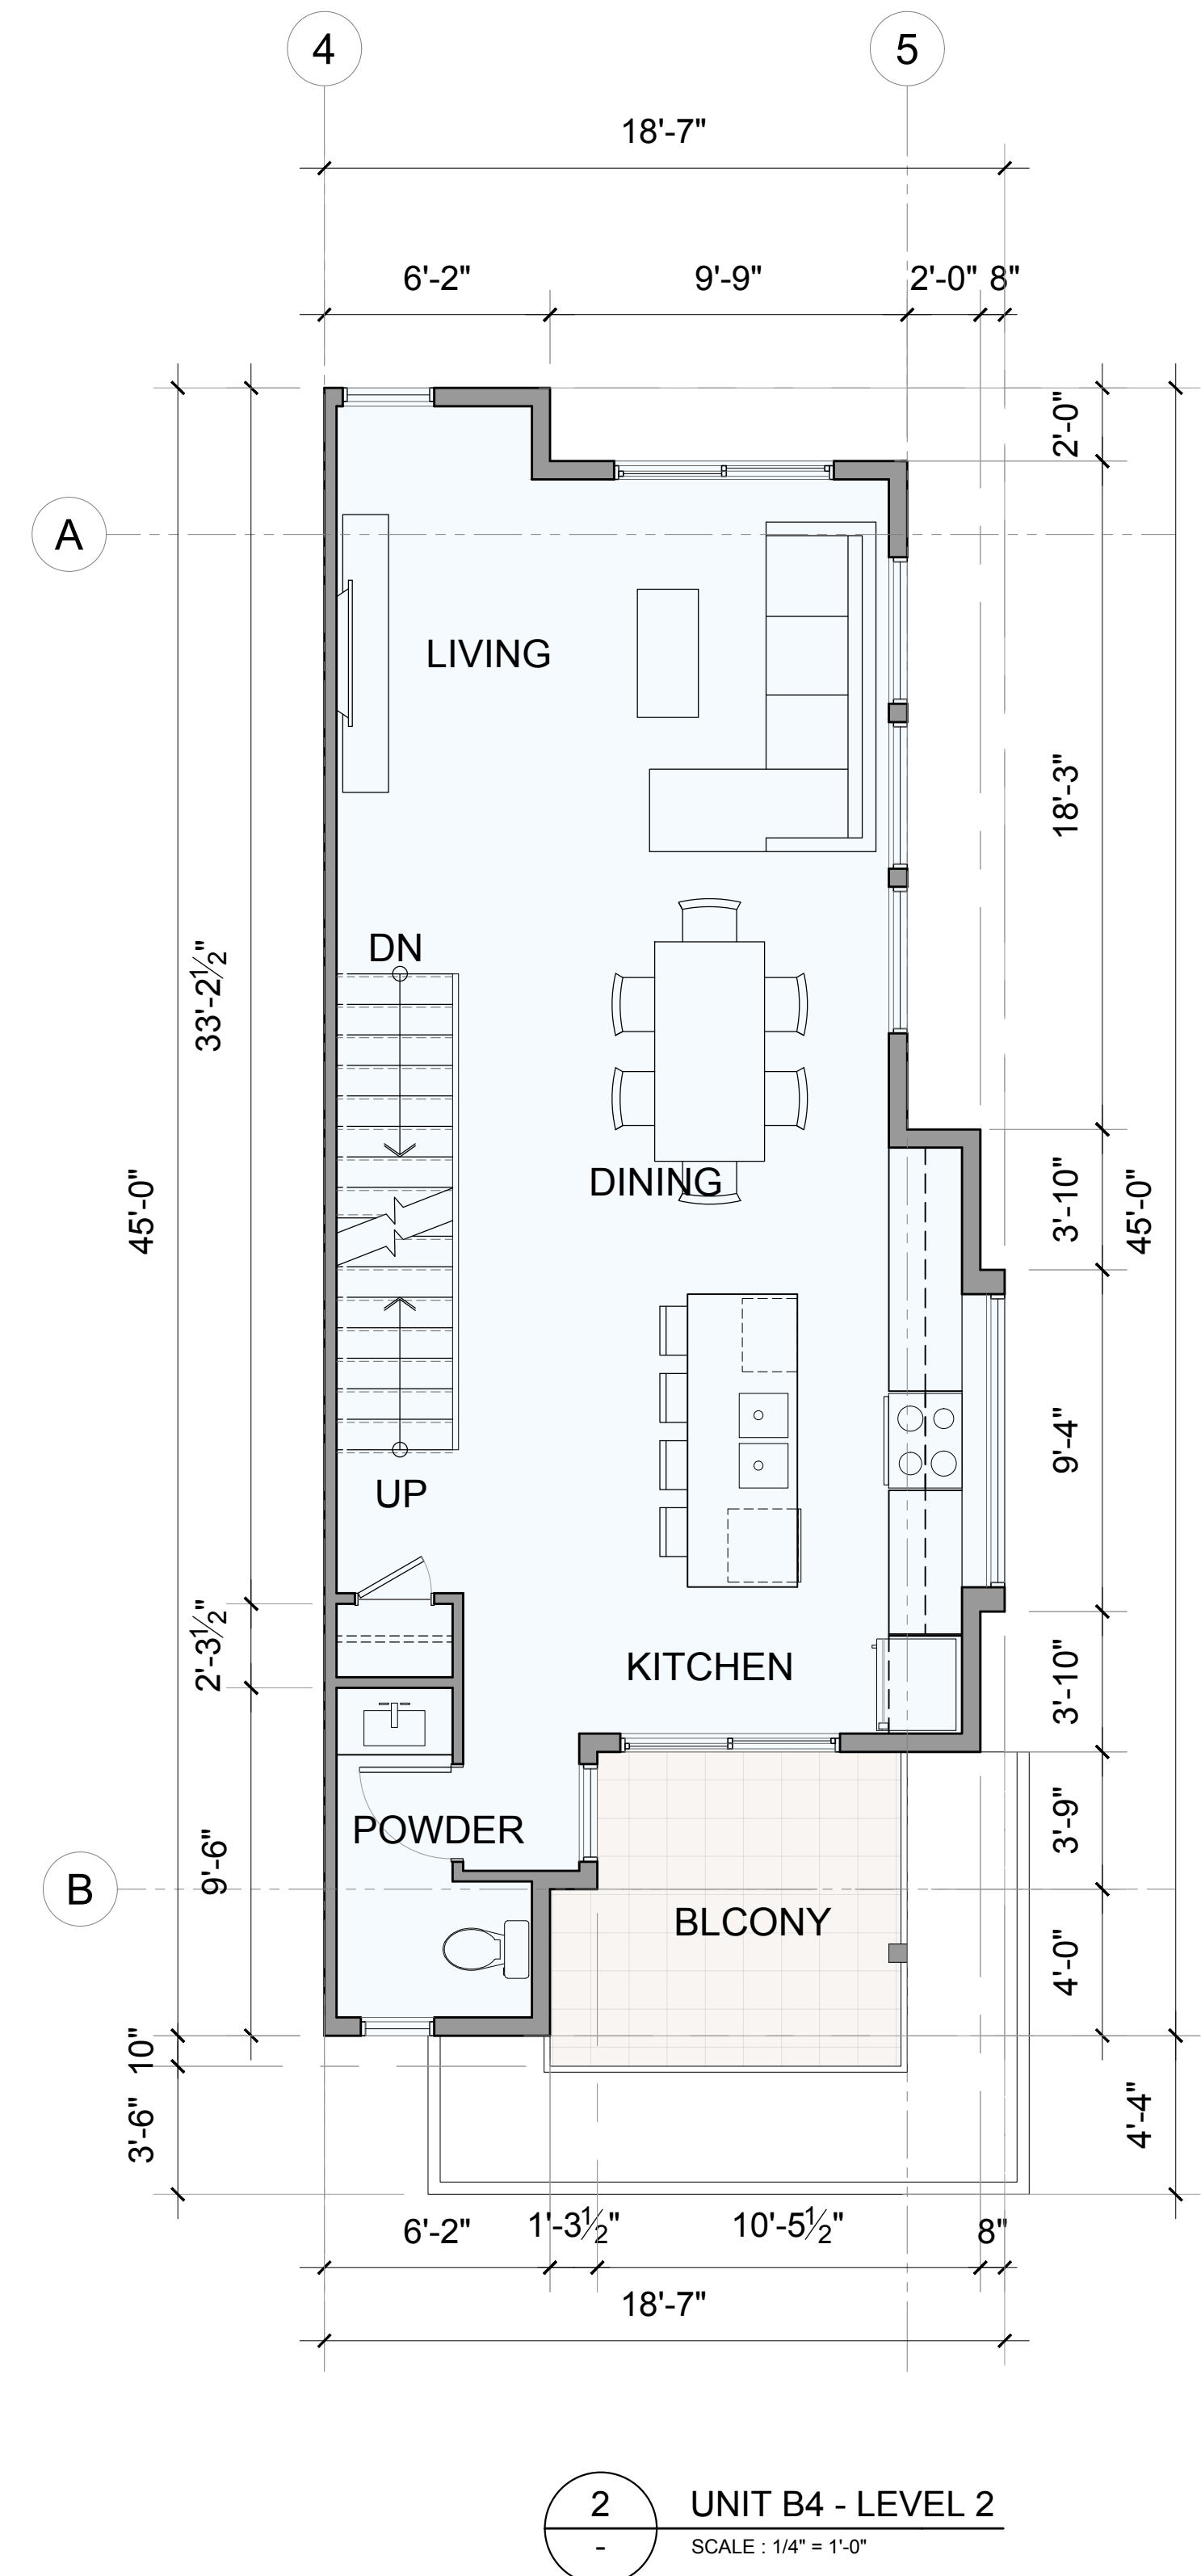 4
5
18'-7"
6'-2"
9'-9"
2'-0"
8"
2'-0"
A
LIVING
18'-3"
DN
33'-2½"
DINING
45'-0"
3'-10"
45'-0"
9'-4"
UP
2'-3½"
KITCHEN
3'-10"
POWDER
9'-6"
3'-9"
B
BLCONY
4'-0"
10"
3'-6"
4'-4"
6'-2"
1'-3½"
10'-5½"
8"
18'-7"
2
UNIT B4 - LEVEL 2
-
SCALE : 1/4" = 1'-0"